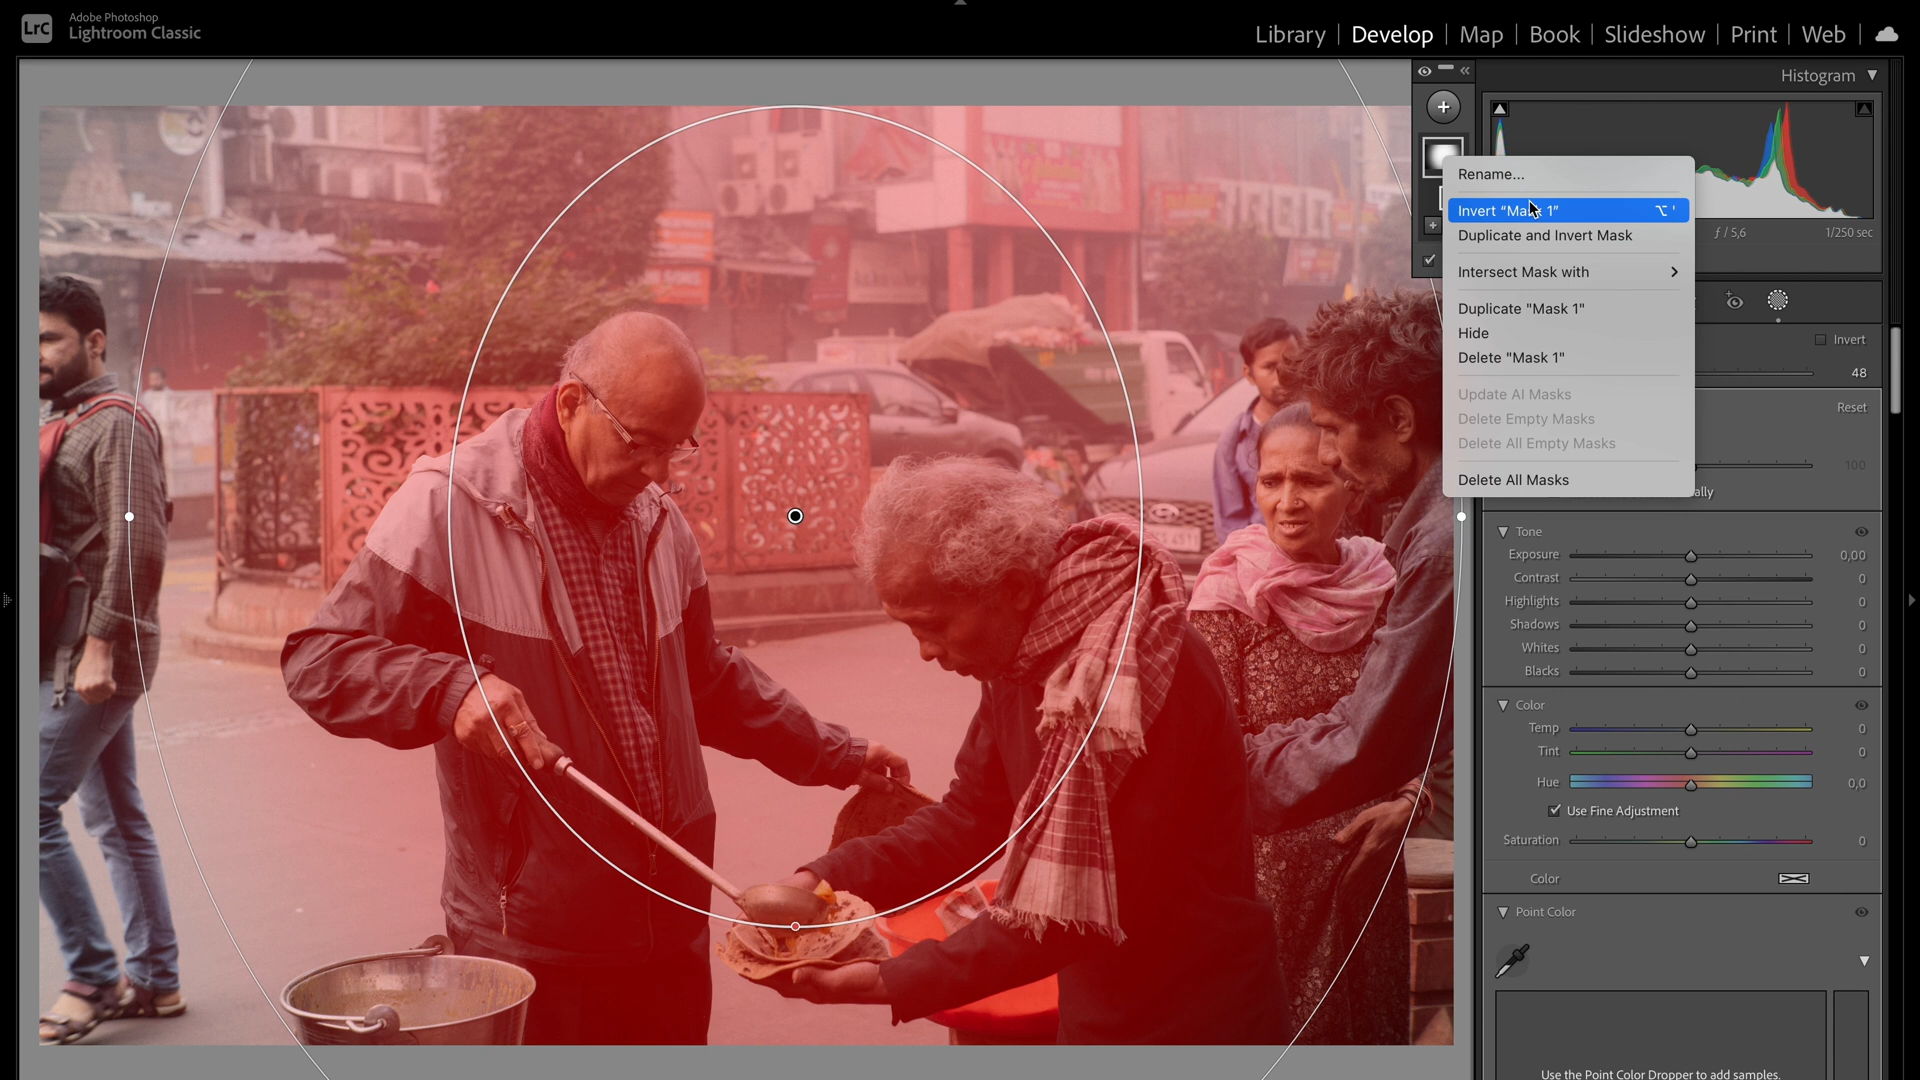 LrC
Adobe Photoshop
Lightroom Classic
Library
Develop
Map
Book
Slideshow
Print
Web
Histogram
Rename...
Invert “Mask 1” ⌥ '
Duplicate and Invert Mask
Intersect Mask with
Duplicate "Mask 1"
Hide
Delete "Mask 1"
Update AI Masks
Delete Empty Masks
Delete All Empty Masks
Delete All Masks
ƒ / 5,6 1/250 sec
Invert
48
Reset
100
ally
Tone
Exposure 0,00
Contrast 0
Highlights 0
Shadows 0
Whites 0
Blacks 0
Color
Temp 0
Tint 0
Hue 0,0
Use Fine Adjustment
Saturation 0
Color
Point Color
Use the Point Color Dropper to add samples.